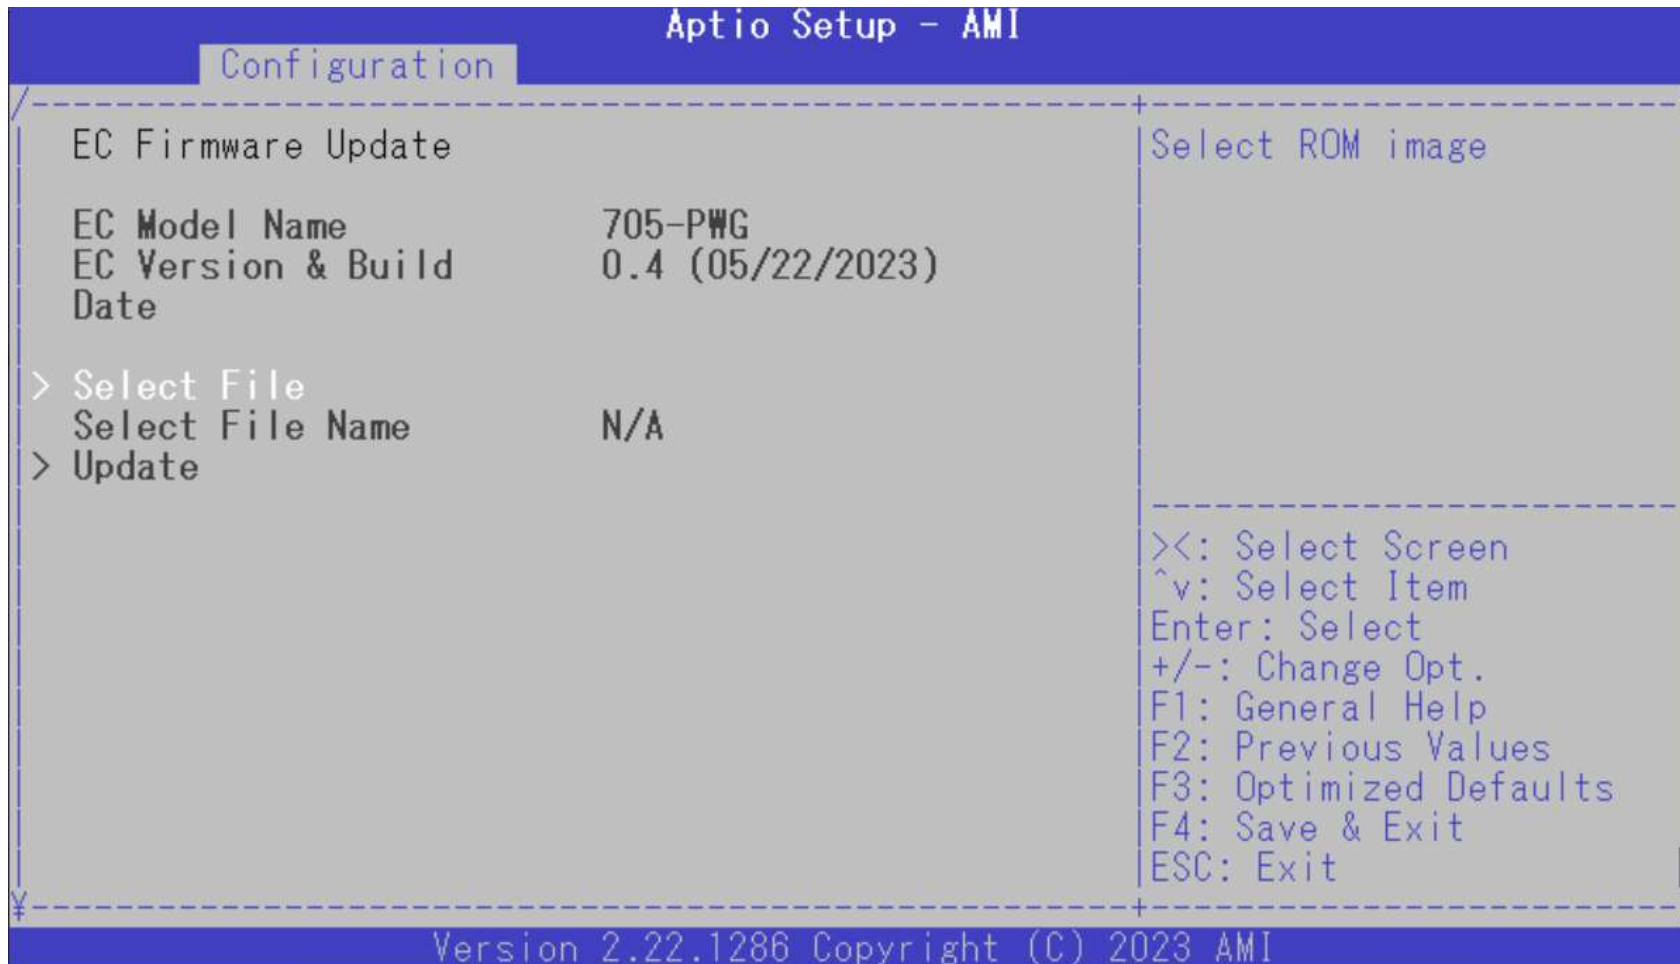 Aptio Setup - AMI
Configuration
EC Firmware Update
EC Model Name 705-PWG
EC Version & Build 0.4 (05/22/2023)
Date
> Select File
Select File Name N/A
> Update
Select ROM image
><: Select Screen
^v: Select Item
Enter: Select
+/-: Change Opt.
F1: General Help
F2: Previous Values
F3: Optimized Defaults
F4: Save & Exit
ESC: Exit
Version 2.22.1286 Copyright (C) 2023 AMI